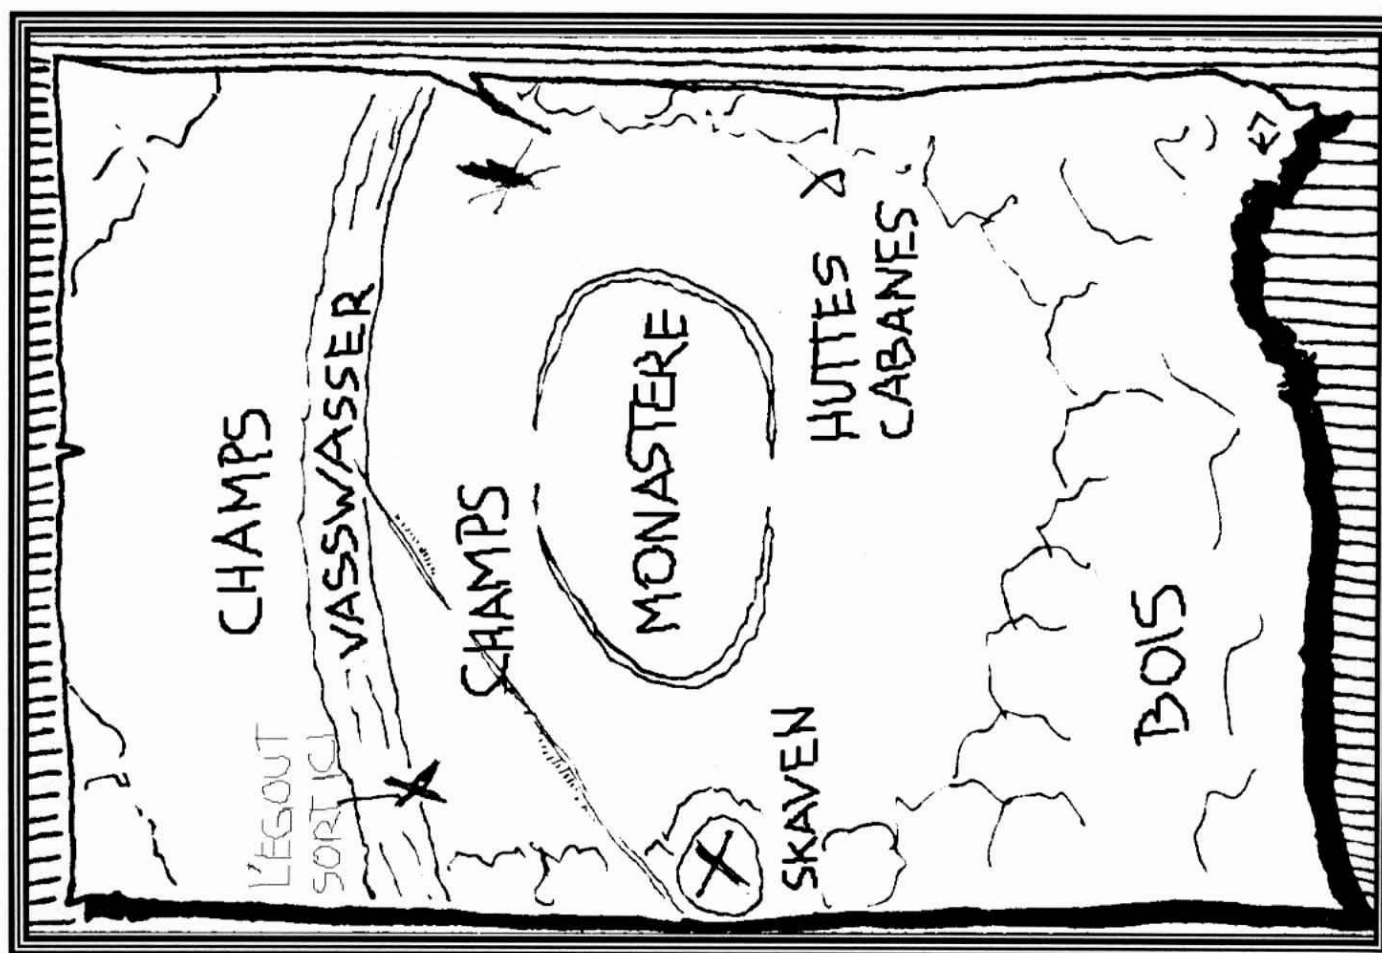 CHAMPS
VASSWASSER
L'EGOUT
SORT ICI
CHAMPS
MONASTERE
HUTTES
CABANES
SKAVEN
BOIS